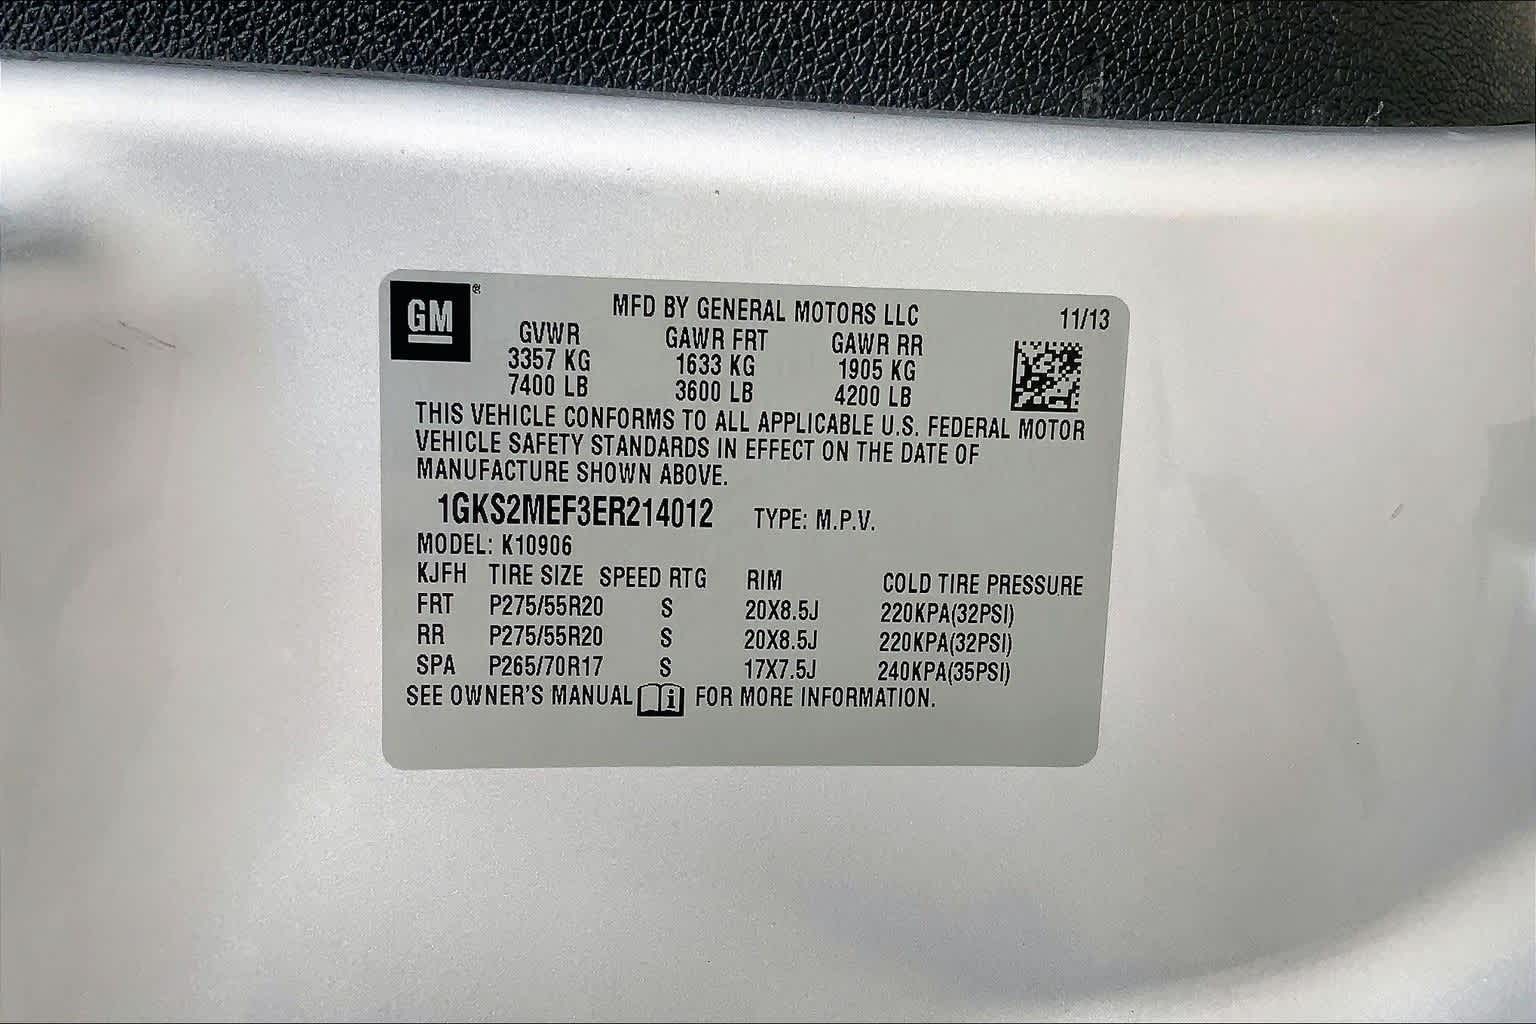 GM ®
MFD BY GENERAL MOTORS LLC 11/13
GVWR GAWR FRT GAWR RR
3357 KG 1633 KG 1905 KG
7400 LB 3600 LB 4200 LB
THIS VEHICLE CONFORMS TO ALL APPLICABLE U.S. FEDERAL MOTOR
VEHICLE SAFETY STANDARDS IN EFFECT ON THE DATE OF
MANUFACTURE SHOWN ABOVE.
1GKS2MEF3ER214012 TYPE: M.P.V.
MODEL: K10906
KJFH TIRE SIZE SPEED RTG RIM COLD TIRE PRESSURE
FRT P275/55R20 S 20X8.5J 220KPA(32PSI)
RR P275/55R20 S 20X8.5J 220KPA(32PSI)
SPA P265/70R17 S 17X7.5J 240KPA(35PSI)
SEE OWNER'S MANUAL i FOR MORE INFORMATION.